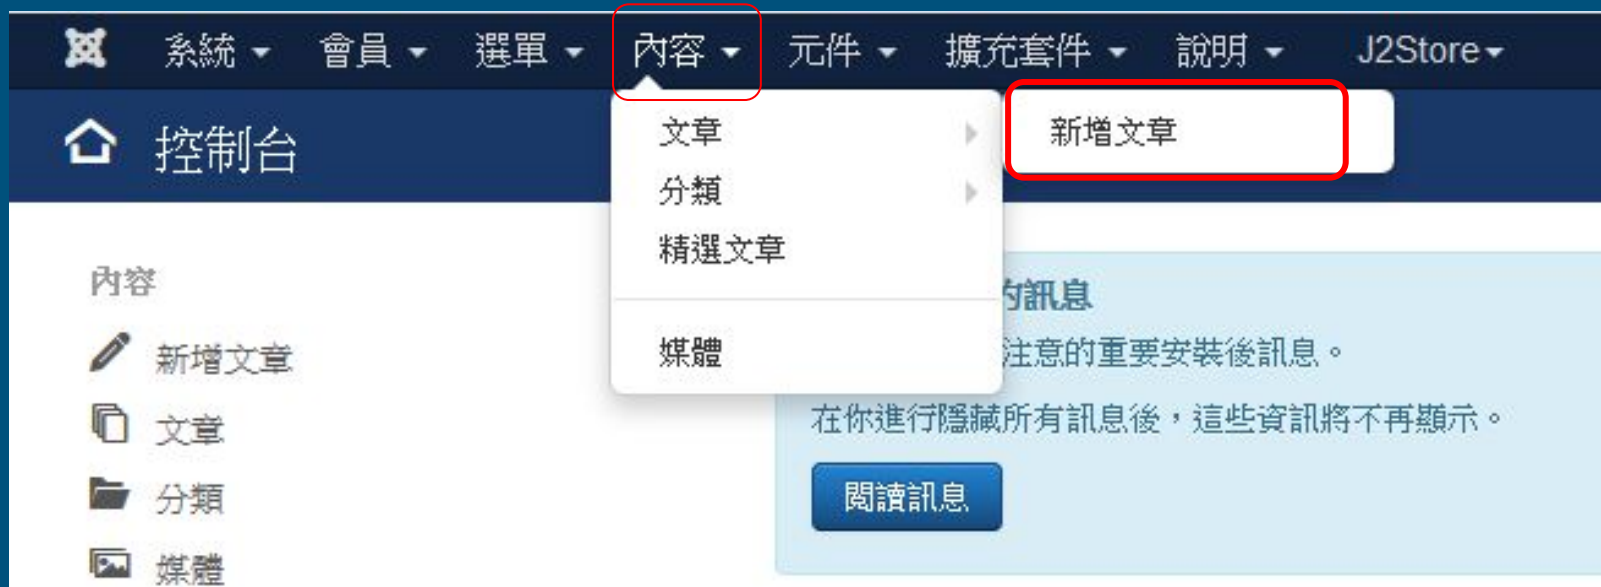 系統 會員 選單 內容 元件 擴充套件 說明 J2Store
控制台
文章
新增文章
分類
精選文章
媒體
內容
新增文章
文章
分類
媒體
訊息
注意的重要安裝後訊息。
在你進行隱藏所有訊息後，這些資訊將不再顯示。
閱讀訊息